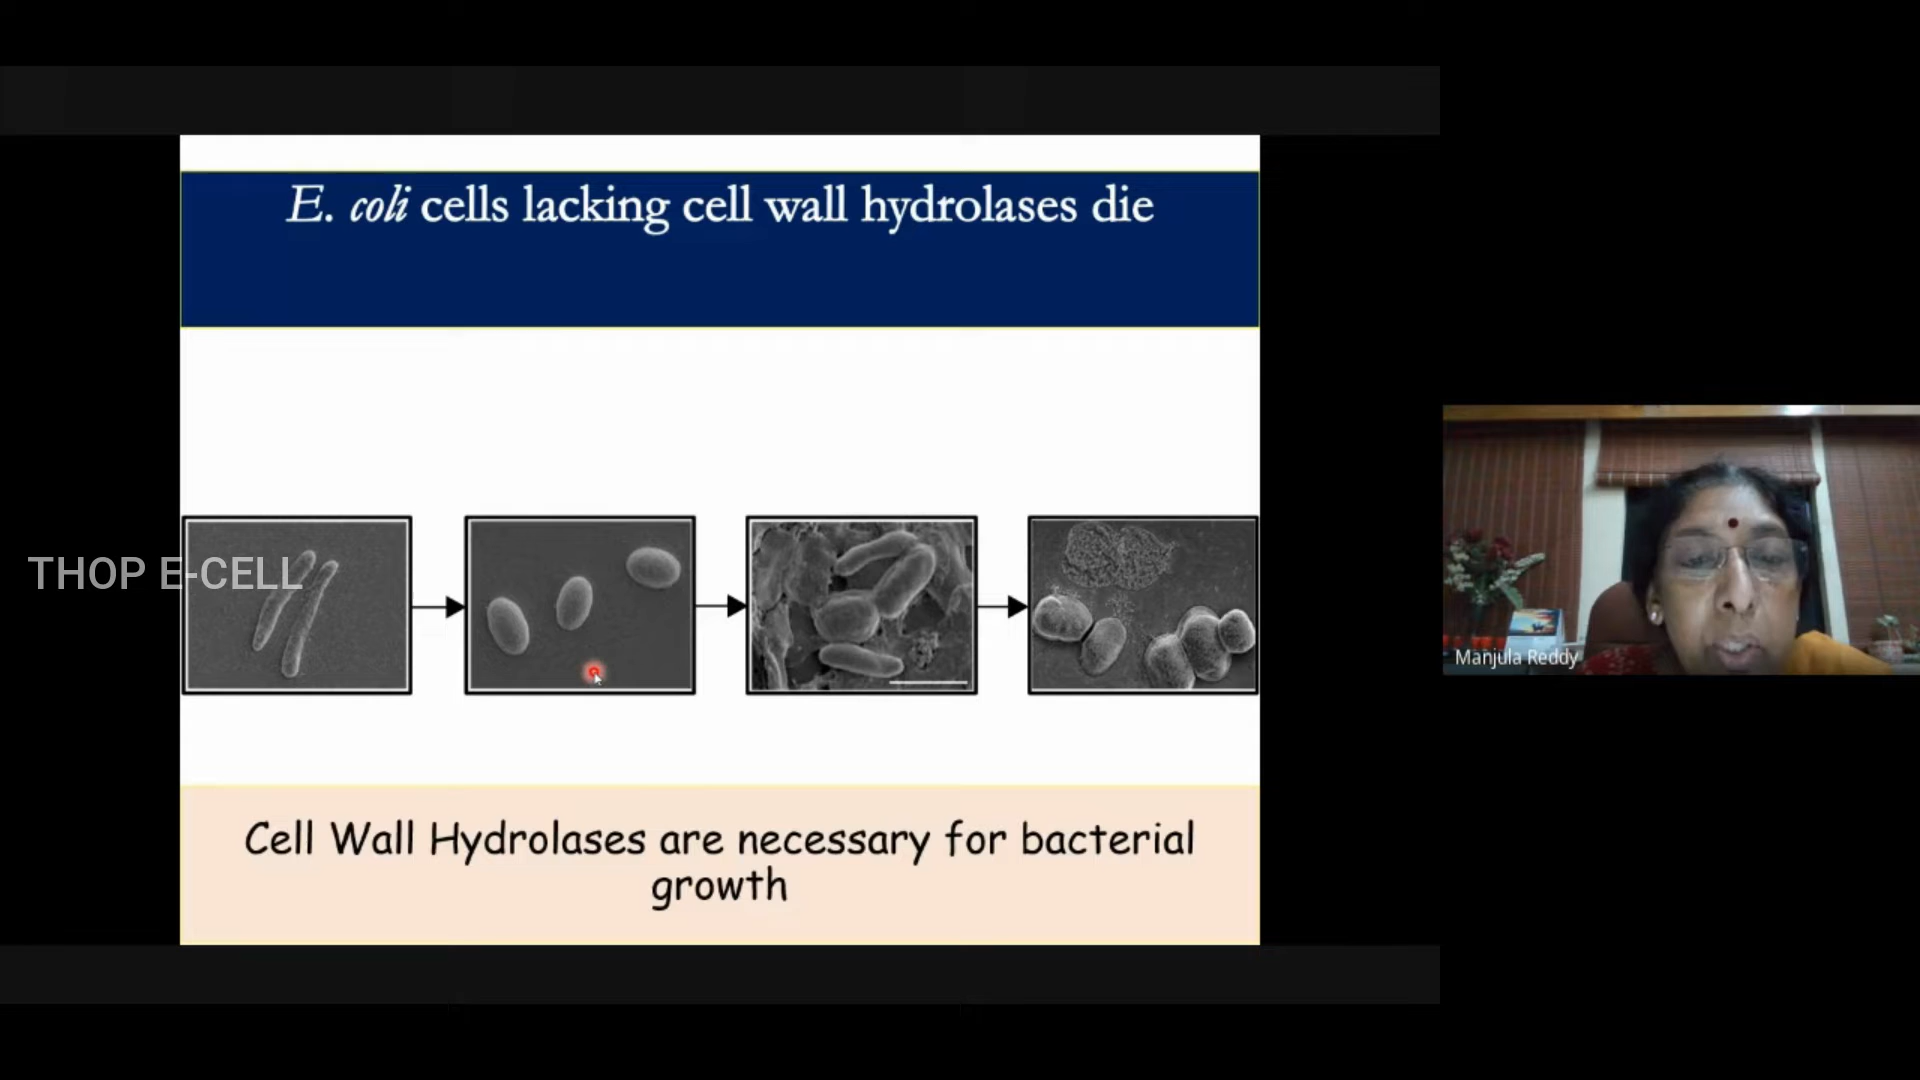 E. coli cells lacking cell wall hydrolases die
THOP E-CELL
Manjula Reddy
Cell Wall Hydrolases are necessary for bacterial
growth